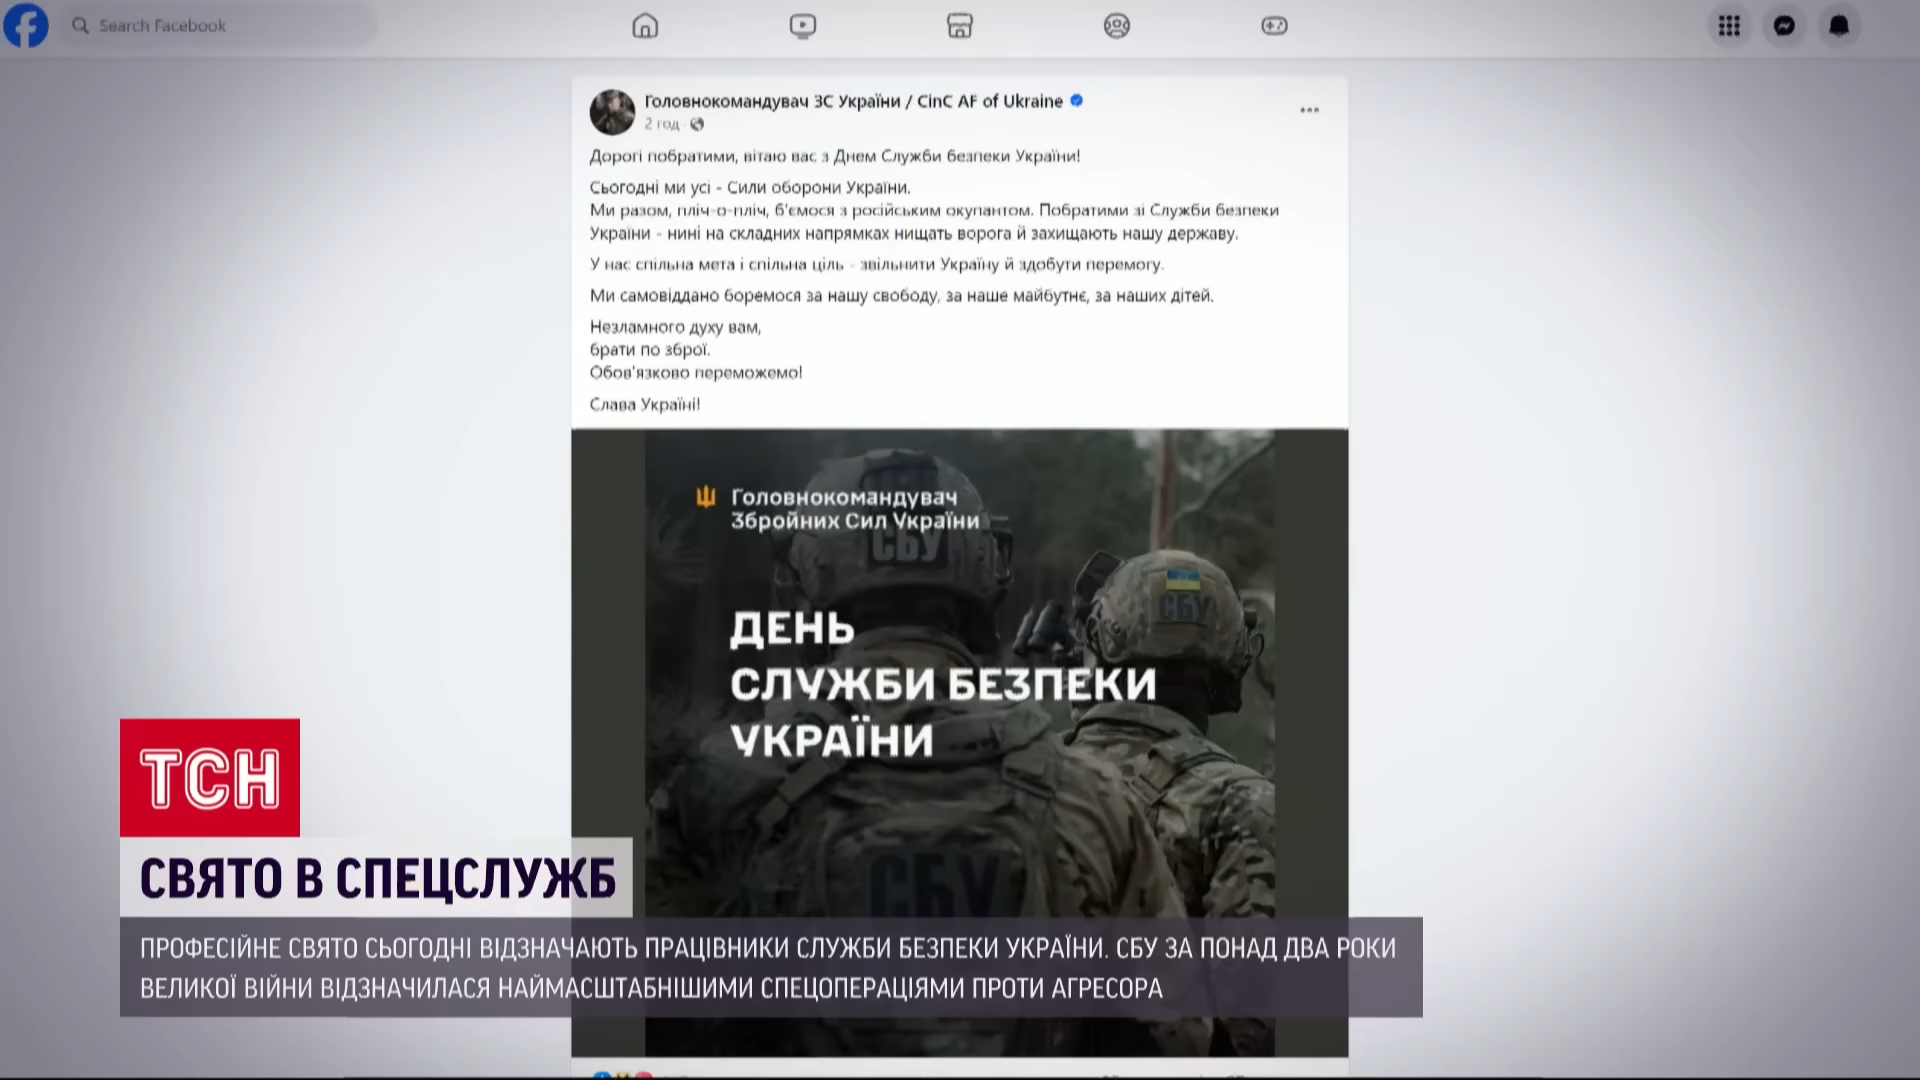 Search Facebook
Головнокомандувач ЗС України / CinC AF of Ukraine
2 год
Дорогі побратими, вітаю вас з Днем Служби безпеки України!
Сьогодні ми усі - Сили оборони України.
Ми разом, пліч-о-пліч, б'ємося з російським окупантом. Побратими зі Служби безпеки
України - нині на складних напрямках нищать ворога й захищають нашу державу.
У нас спільна мета і спільна ціль - звільнити Україну й здобути перемогу.
Ми самовіддано боремося за нашу свободу, за наше майбутнє, за наших дітей.
Незламного духу вам,
брати по зброї.
Обов'язково переможемо!
Слава Україні!
Головнокомандувач
Збройних Сил України
СБУ
СБУ
ДЕНЬ
СЛУЖБИ БЕЗПЕКИ
УКРАЇНИ
СБУ
ТСН
СВЯТО В СПЕЦСЛУЖБ
ПРОФЕСІЙНЕ СВЯТО СЬОГОДНІ ВІДЗНАЧАЮТЬ ПРАЦІВНИКИ СЛУЖБИ БЕЗПЕКИ УКРАЇНИ. СБУ ЗА ПОНАД ДВА РОКИ
ВЕЛИКОЇ ВІЙНИ ВІДЗНАЧИЛАСЯ НАЙМАСШТАБНІШИМИ СПЕЦОПЕРАЦІЯМИ ПРОТИ АГРЕСОРА